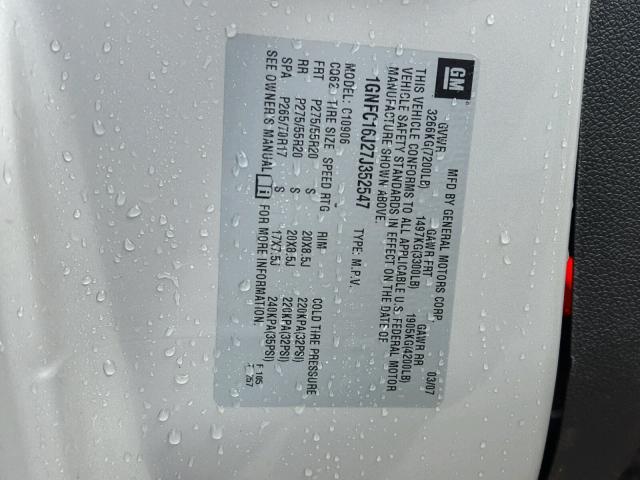 GM
MFD BY GENERAL MOTORS CORP. 03/07
GVWR GAWR FRT GAWR RR
3266KG(7200LB) 1497KG(3300LB) 1905KG(4200LB)
THIS VEHICLE CONFORMS TO ALL APPLICABLE U.S. FEDERAL MOTOR
VEHICLE SAFETY STANDARDS IN EFFECT ON THE DATE OF
MANUFACTURE SHOWN ABOVE.
1GNFC16J27J352547 TYPE: M.P.V.
MODEL: C10906
CO62 TIRE SIZE SPEED RTG RIM COLD TIRE PRESSURE
FRT P275/55R20 S 20X8.5J 220KPA(32PSI)
RR P275/55R20 S 20X8.5J 220KPA(32PSI)
SPA P265/70R17 S 17X7.5J 240KPA(35PSI)
SEE OWNER'S MANUAL i FOR MORE INFORMATION. F 105
257